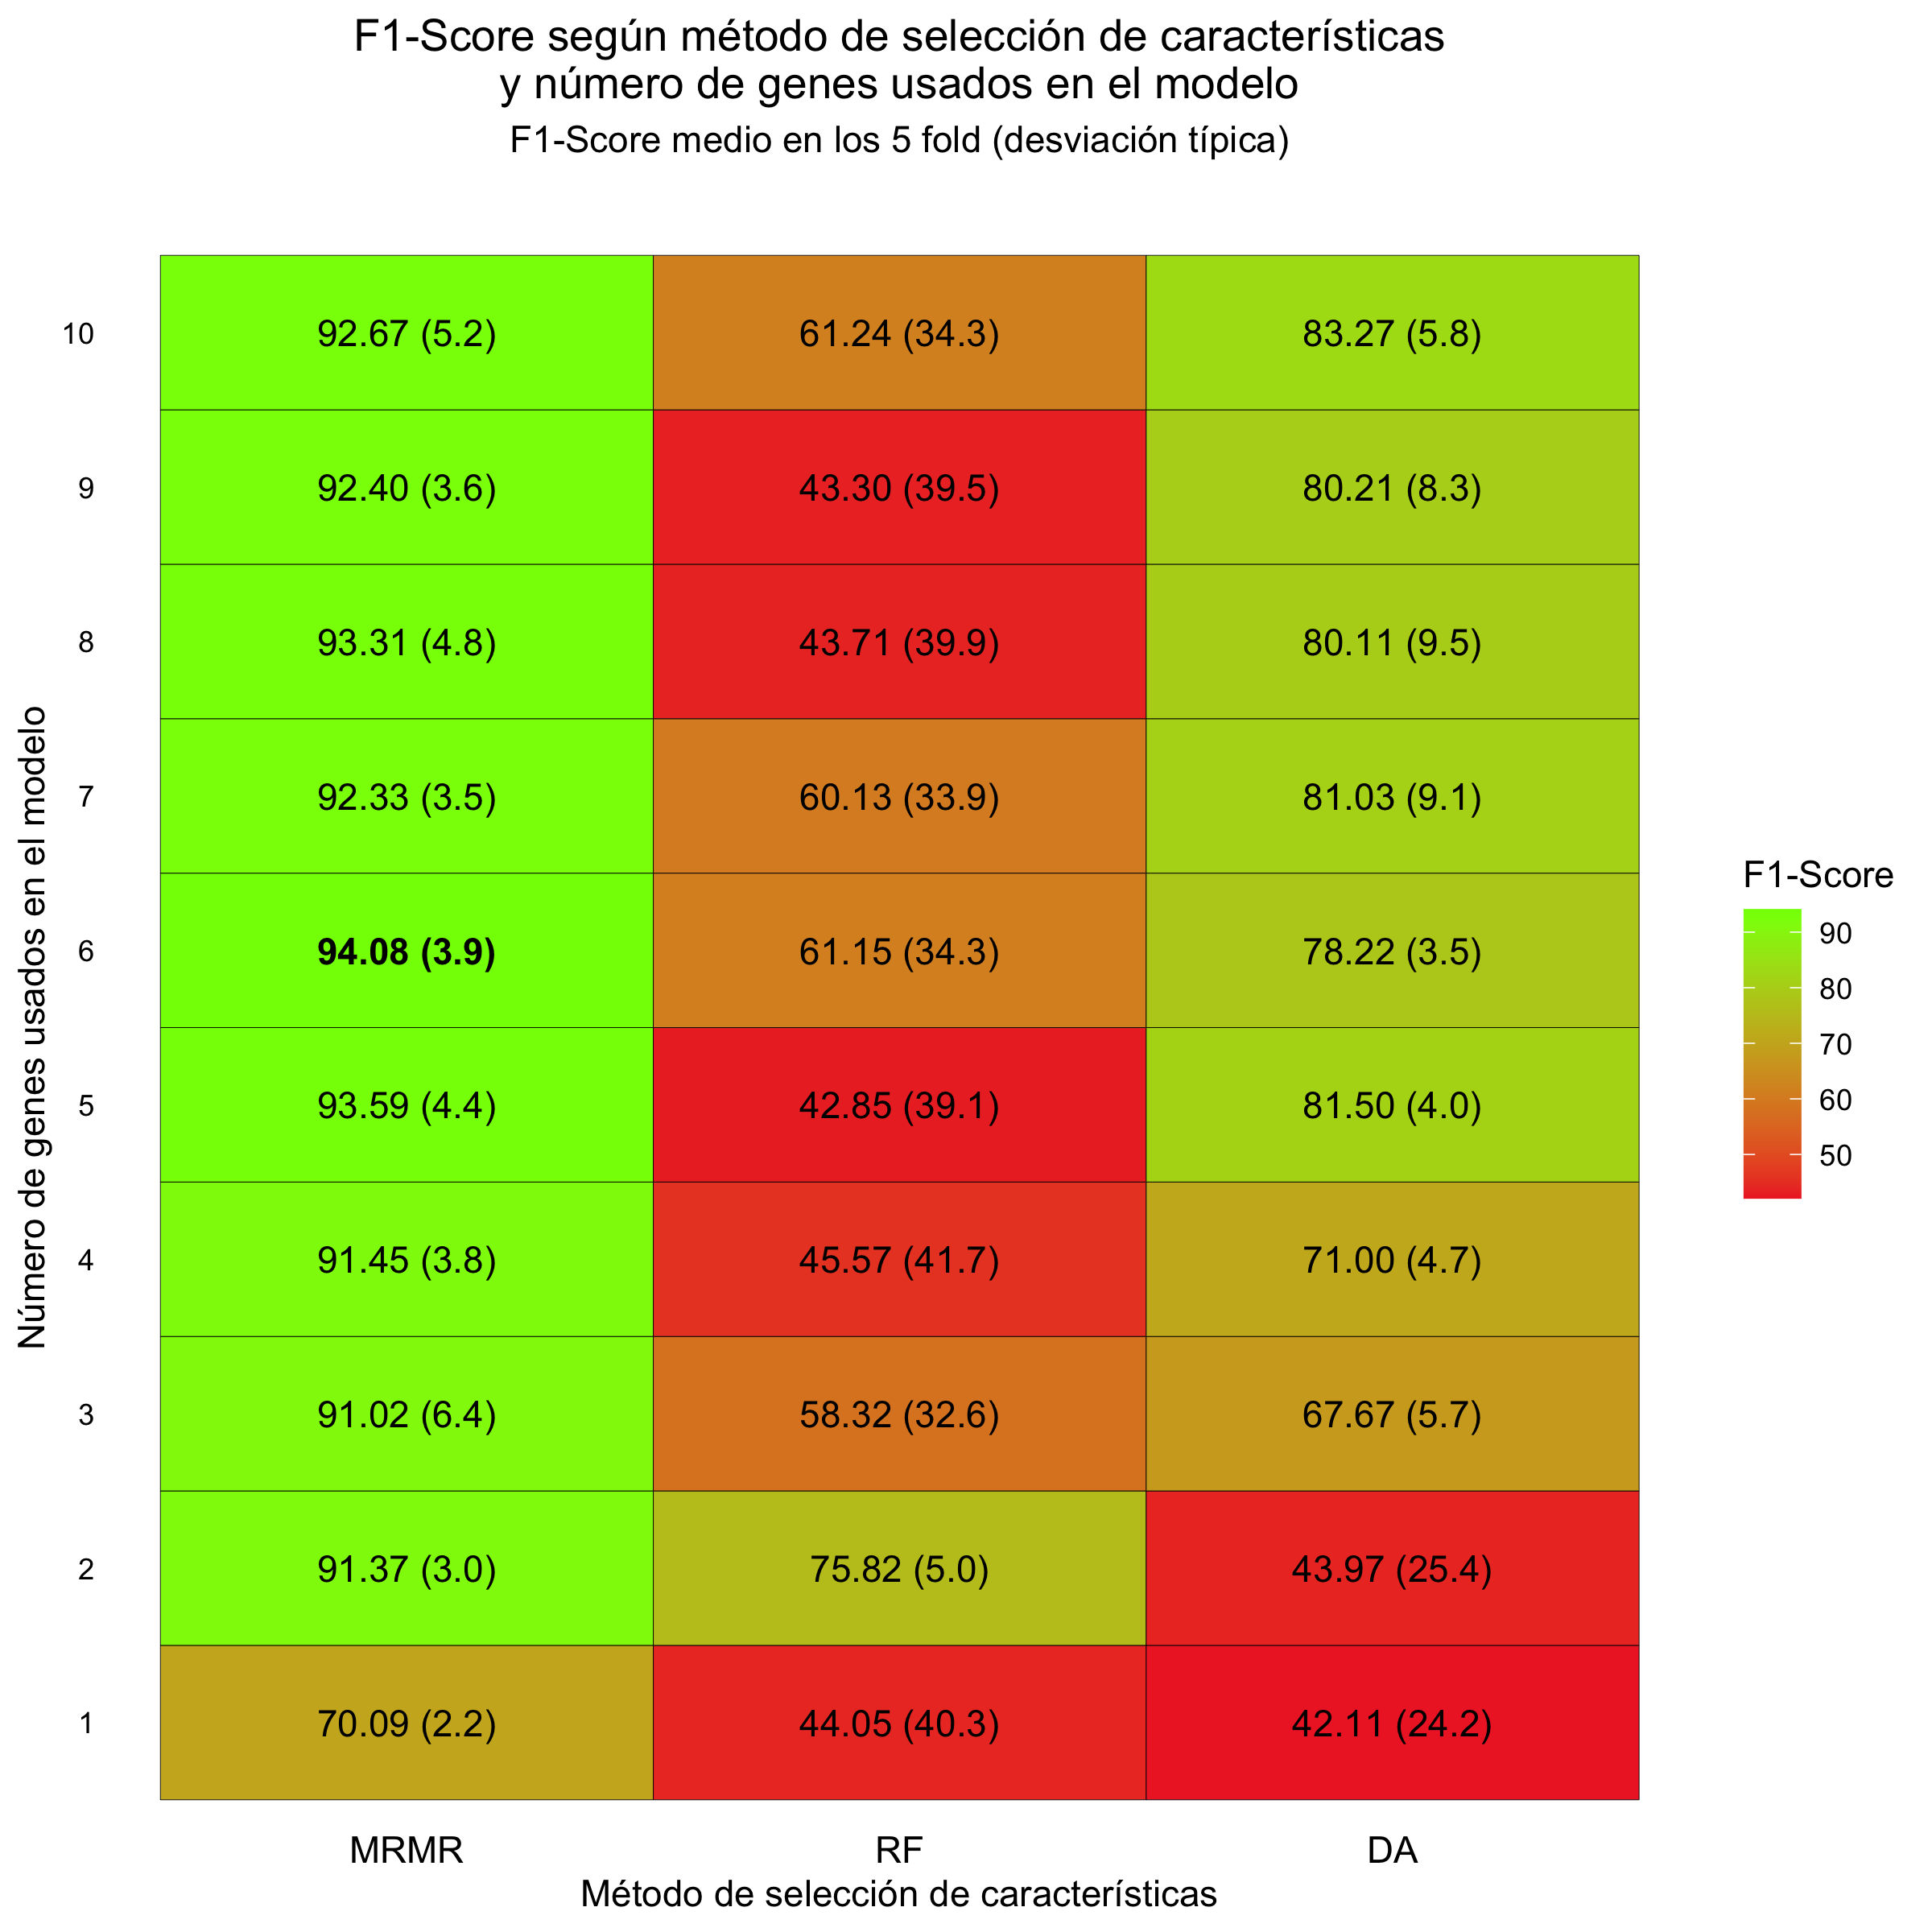 F1-Score según método de selección de características
y número de genes usados en el modelo
F1-Score medio en los 5 fold (desviación típica)
Número de genes usados en el modelo
10 92.67 (5.2) 61.24 (34.3) 83.27 (5.8)
9 92.40 (3.6) 43.30 (39.5) 80.21 (8.3)
8 93.31 (4.8) 43.71 (39.9) 80.11 (9.5)
7 92.33 (3.5) 60.13 (33.9) 81.03 (9.1)
6 94.08 (3.9) 61.15 (34.3) 78.22 (3.5)
5 93.59 (4.4) 42.85 (39.1) 81.50 (4.0)
4 91.45 (3.8) 45.57 (41.7) 71.00 (4.7)
3 91.02 (6.4) 58.32 (32.6) 67.67 (5.7)
2 91.37 (3.0) 75.82 (5.0) 43.97 (25.4)
1 70.09 (2.2) 44.05 (40.3) 42.11 (24.2)
MRMR RF DA
Método de selección de características
F1-Score
90
80
70
60
50